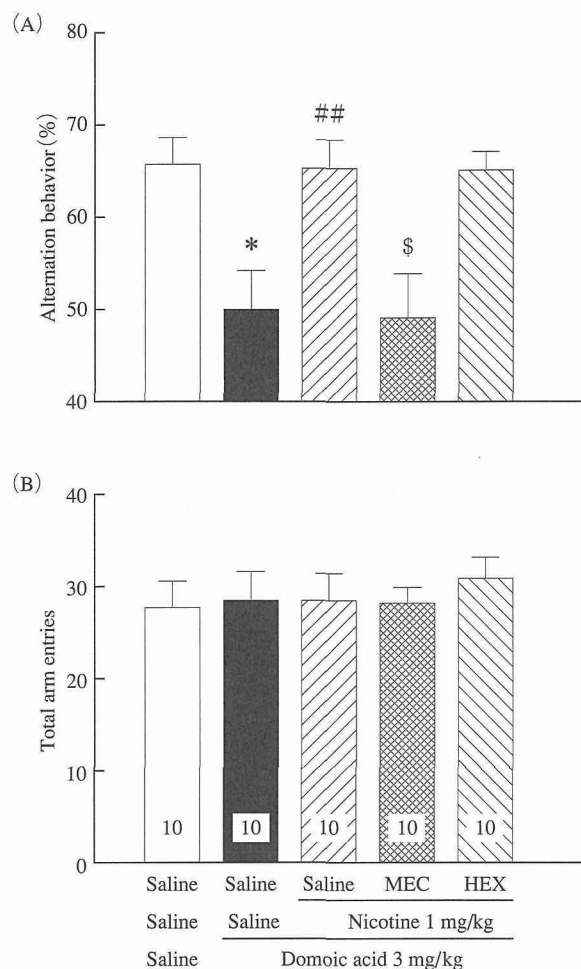 (A)
80
70
60
50
40
Alternation behavior (%)
*
##
$
(B)
40
30
20
10
0
Total arm entries
10 10 10 10 10
Saline Saline Saline MEC HEX
Saline Saline Nicotine 1 mg/kg
Saline Domoic acid 3 mg/kg